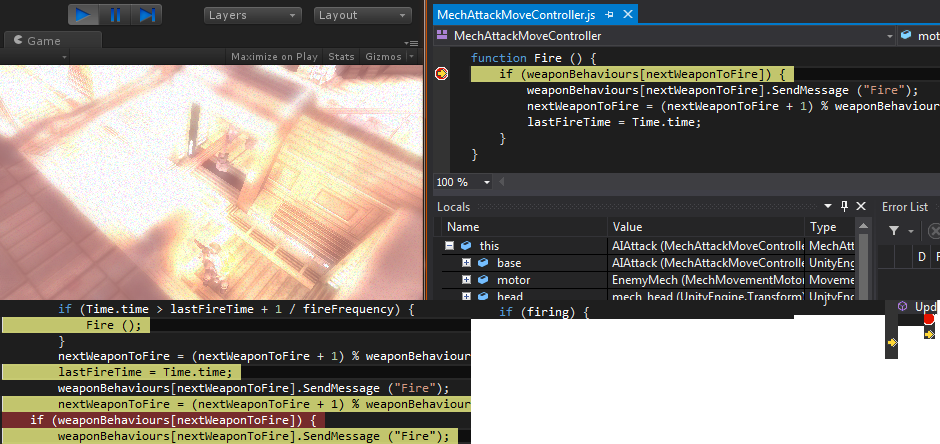 Layers
Layout
Game
Maximize on Play
Stats
Gizmos
MechAttackMoveController.js
MechAttackMoveController
function Fire () {
if (weaponBehaviours[nextWeaponToFire]) {
weaponBehaviours[nextWeaponToFire].SendMessage ("Fire");
nextWeaponToFire = (nextWeaponToFire + 1) % weaponBehaviour
lastFireTime = Time.time;
}
}
100 %
Locals
Name Value Type
this AIAttack (MechAttackMoveControlle MechAtt
base AIAttack (MechAttackMoveControlle UnityEng
motor EnemyMech (MechMovementMotor Moveme
head mech_head (UnityEngine.Transform) UnityEng
Error List
D
if (Time.time > lastFireTime + 1 / fireFrequency) {
Fire ();
}
nextWeaponToFire = (nextWeaponToFire + 1) % weaponBehaviou
lastFireTime = Time.time;
weaponBehaviours[nextWeaponToFire].SendMessage ("Fire");
nextWeaponToFire = (nextWeaponToFire + 1) % weaponBehaviou
if (weaponBehaviours[nextWeaponToFire]) {
weaponBehaviours[nextWeaponToFire].SendMessage ("Fire");
if (firing) {
Upd